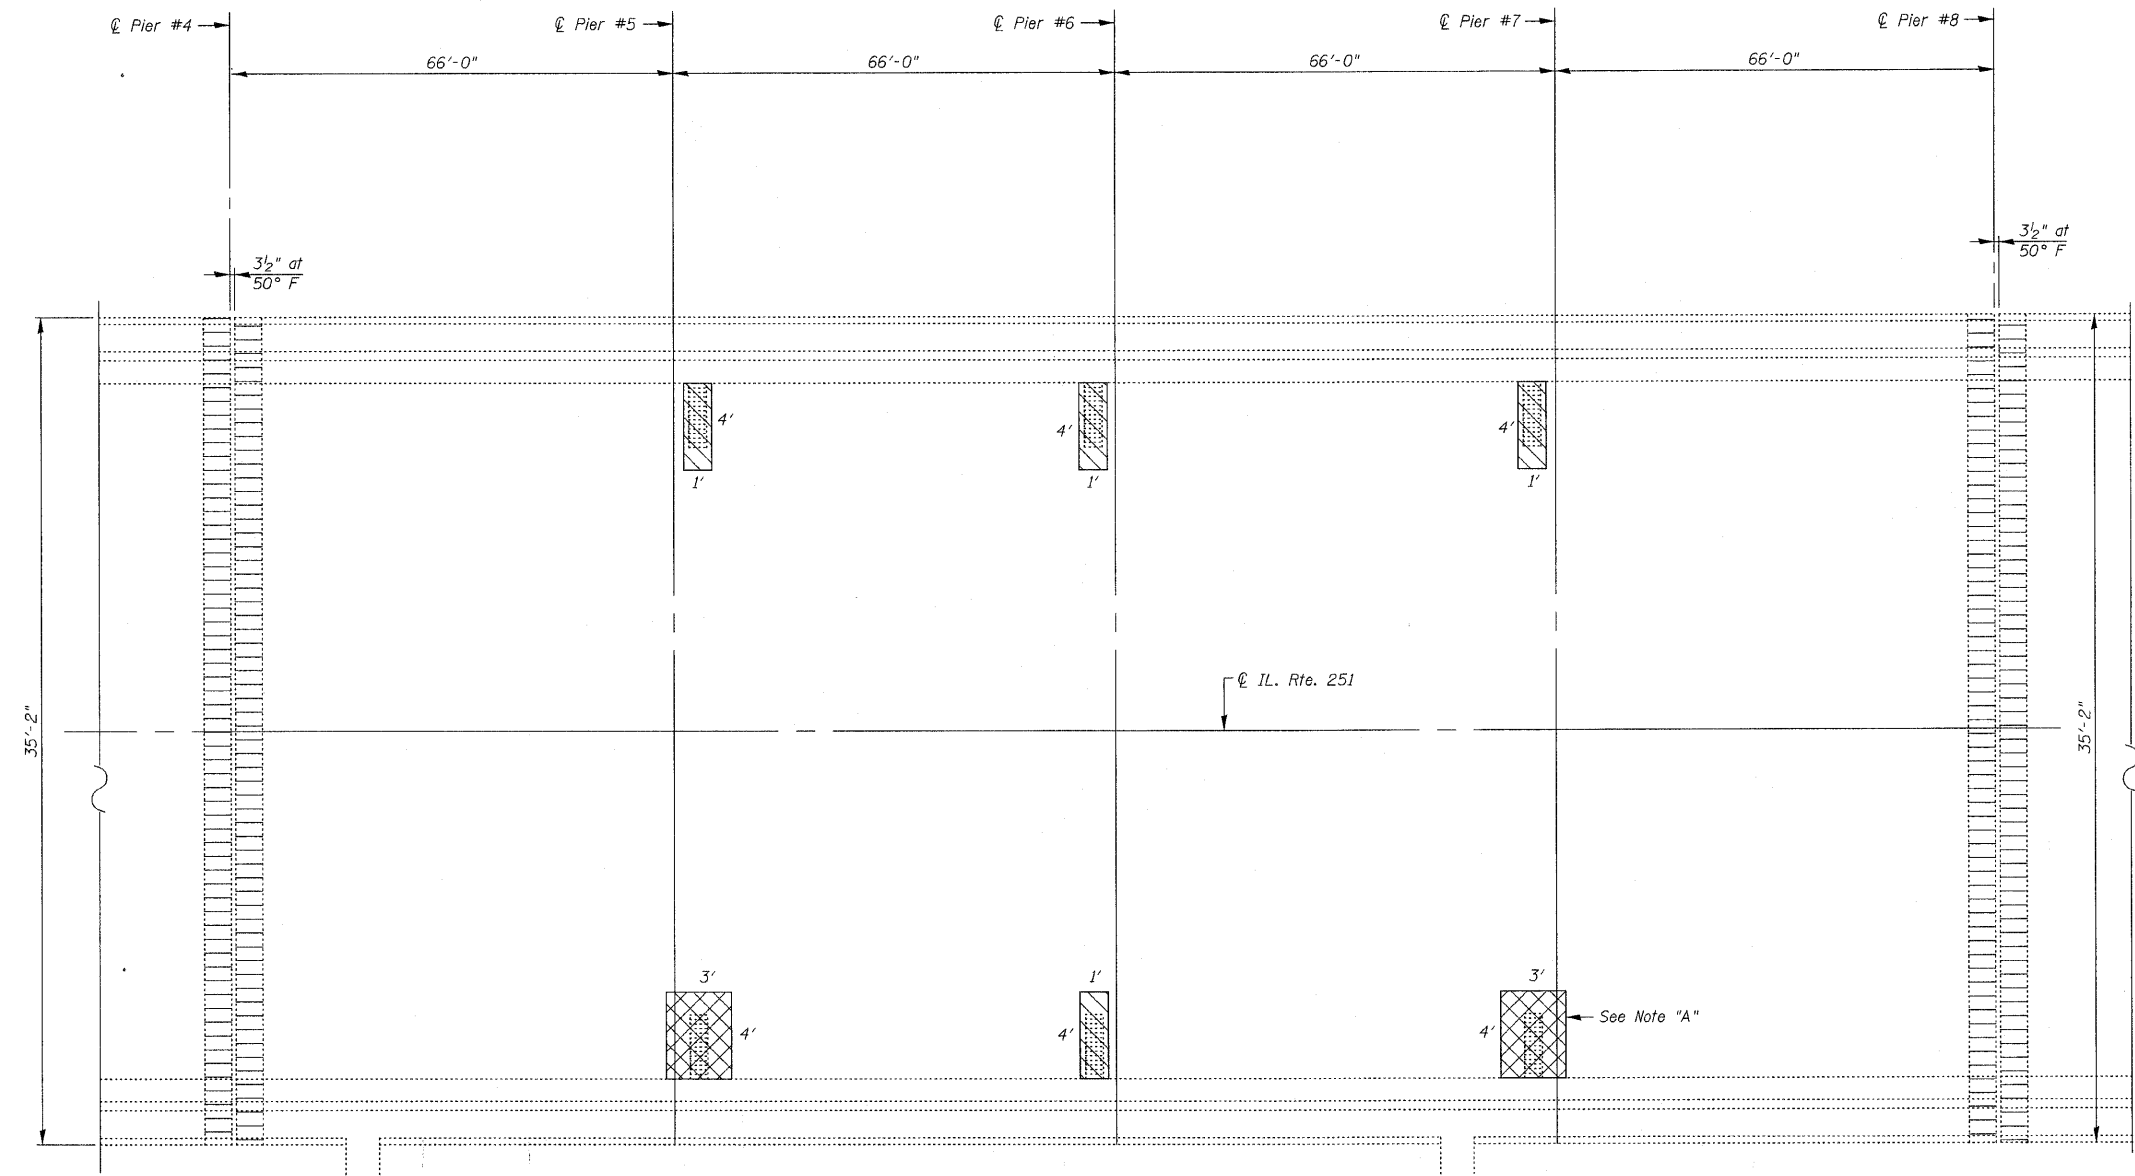 ℄ Pier #4
℄ Pier #5
℄ Pier #6
℄ Pier #7
℄ Pier #8
66'-0"
66'-0"
66'-0"
66'-0"
3½" at
50° F
3½" at
50° F
4'
1'
4'
1'
4'
1'
35'-2"
℄ IL. Rte. 251
35'-2"
3'
4'
1'
4'
3'
4'
See Note "A"